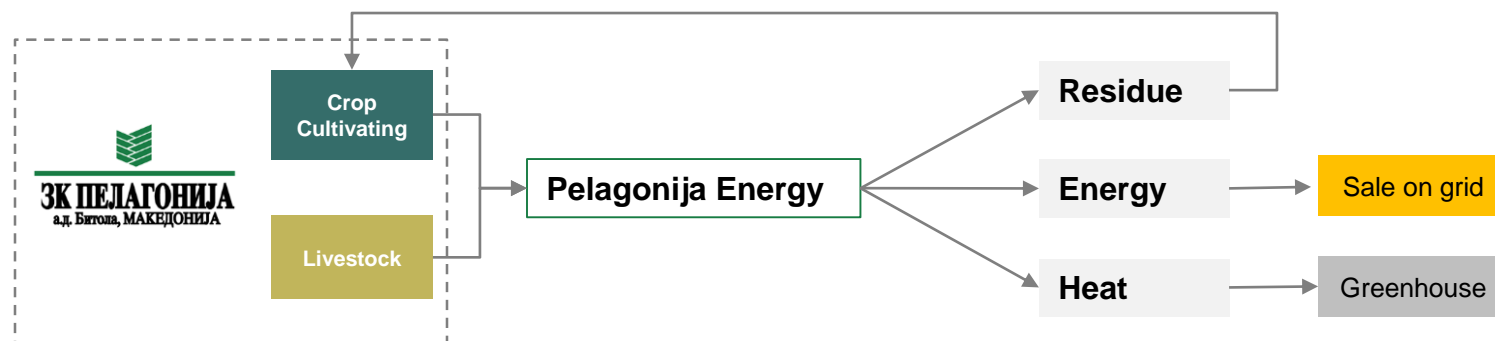 ЗК ПЕЛАГОНИЈА
а.д. Битола, МАКЕДОНИЈА
Crop
Cultivating
Livestock
Pelagonija Energy
Residue
Energy
Heat
Sale on grid
Greenhouse